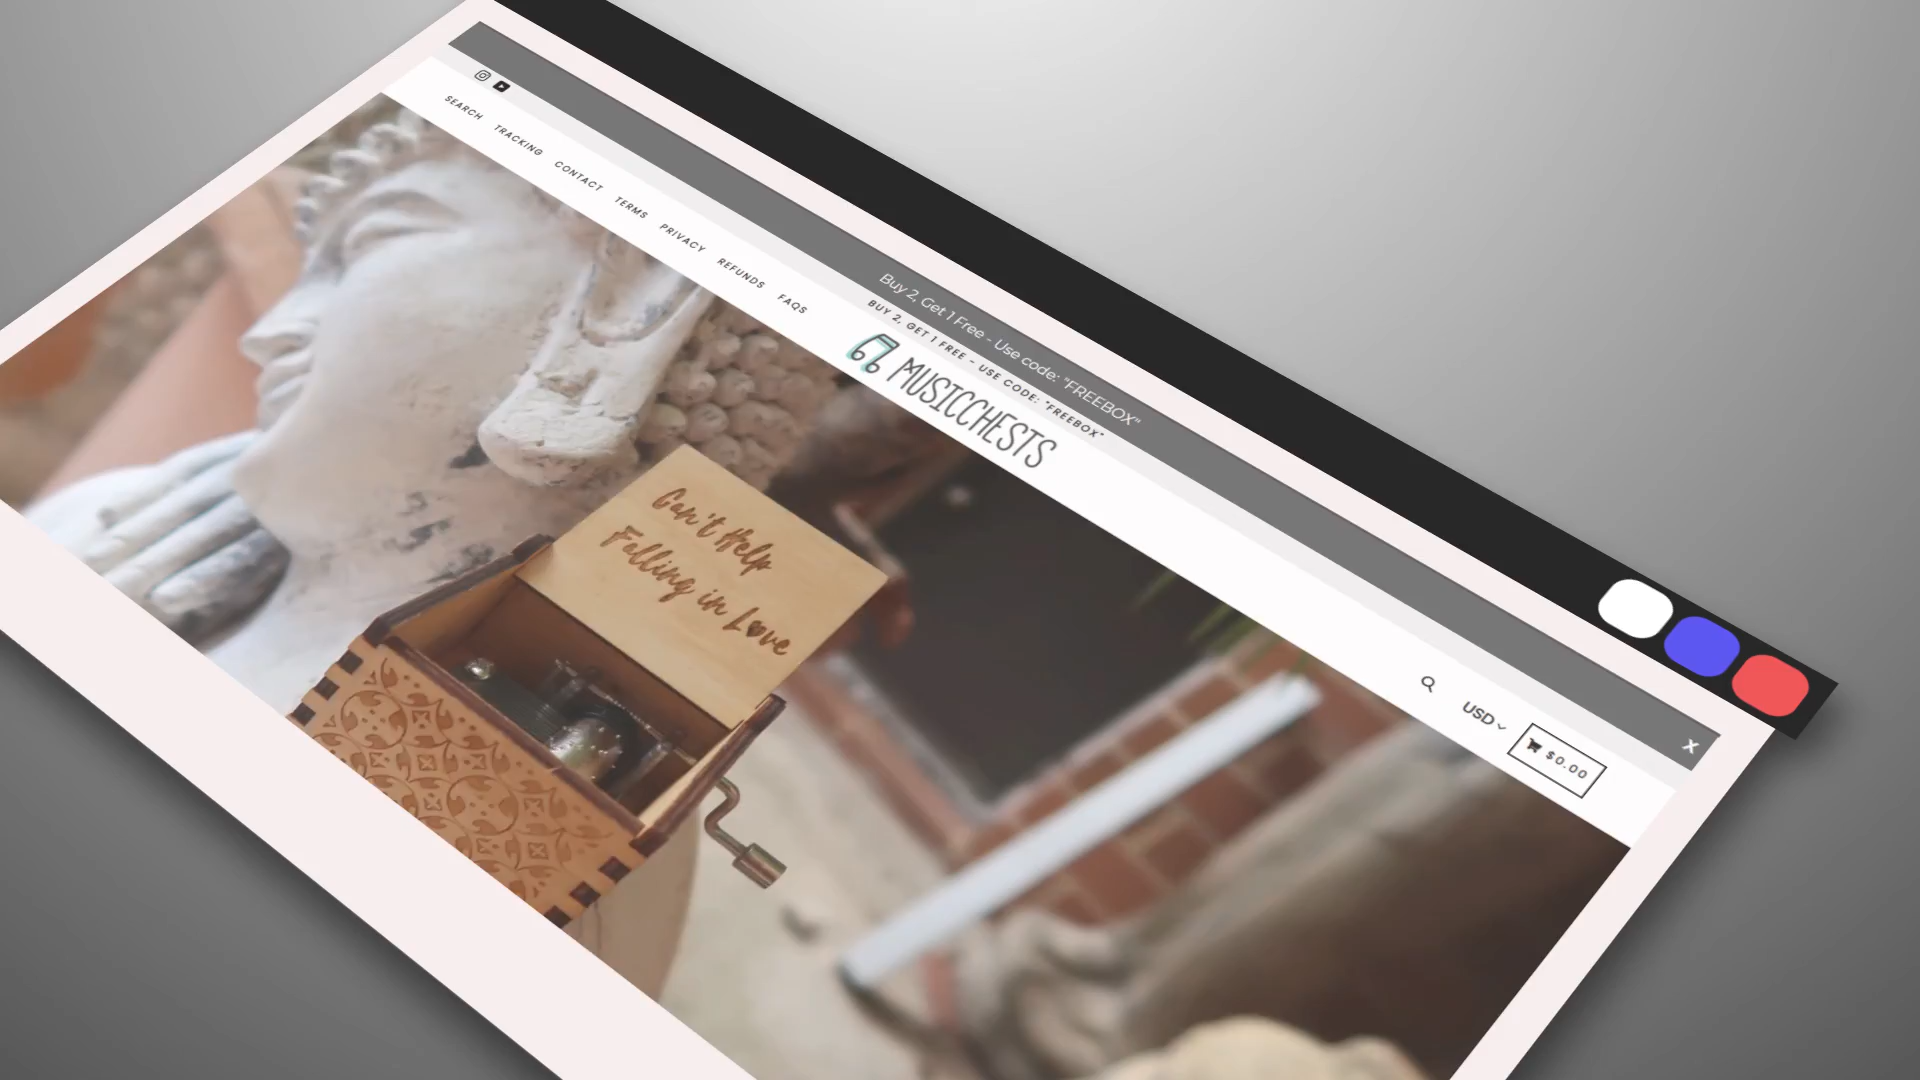 Buy 2, Get 1 Free - Use code: "FREEBOX"
X
BUY 2, GET 1 FREE - USE CODE: "FREEBOX"
SEARCH TRACKING CONTACT TERMS PRIVACY REFUNDS FAQS
MUSICCHESTS
USD
$0.00
Can't Help
Falling in Love